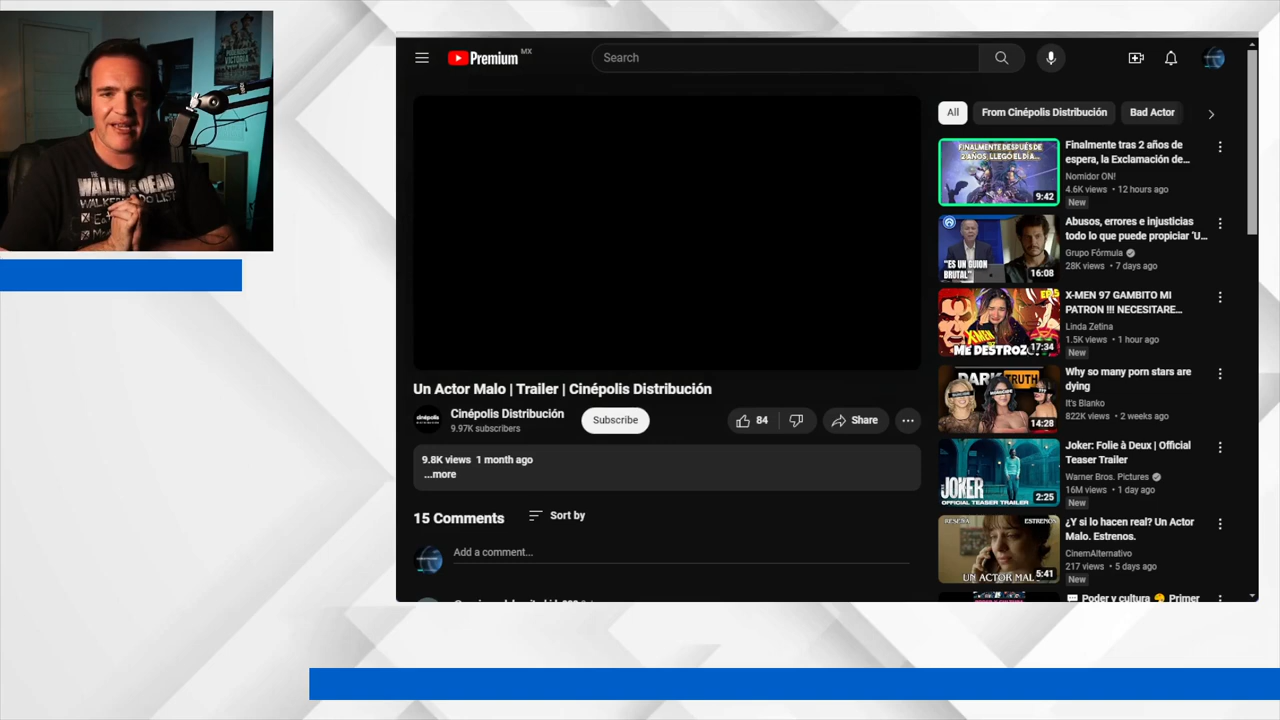 THE
WALKING DEAD
Premium
MX
Search
All
From Cinépolis Distribución
Bad Actor
FINALMENTE DESPUÉS DE
2 AÑOS, LLEGÓ EL DÍA...
9:42
Finalmente tras 2 años de
espera, la Exclamación de...
Nomidor ON!
4.6K views • 12 hours ago
New
"ES UN GUION
BRUTAL"
16:08
Abusos, errores e injusticias
todo lo que puede propiciar 'U...
Grupo Fórmula
28K views • 7 days ago
EP.5
X-MEN
ME DESTROZO
17:34
X-MEN 97 GAMBITO MI
PATRON !!! NECESITARE...
Linda Zetina
1.5K views • 1 hour ago
New
DARK TRUTH
14:28
Why so many porn stars are
dying
It's Blanko
822K views • 2 weeks ago
JOKER
OFFICIAL TEASER TRAILER
2:25
Joker: Folie à Deux | Official
Teaser Trailer
Warner Bros. Pictures
16M views • 1 day ago
New
RESEÑA
ESTRENOS
UN ACTOR MAL
5:41
¿Y si lo hacen real? Un Actor
Malo. Estrenos.
CinemAlternativo
217 views • 5 days ago
New
Poder y cultura
Primer
Un Actor Malo | Trailer | Cinépolis Distribución
cinépolis
Cinépolis Distribución
9.97K subscribers
Subscribe
84
Share
9.8K views 1 month ago
...more
15 Comments
Sort by
Add a comment...